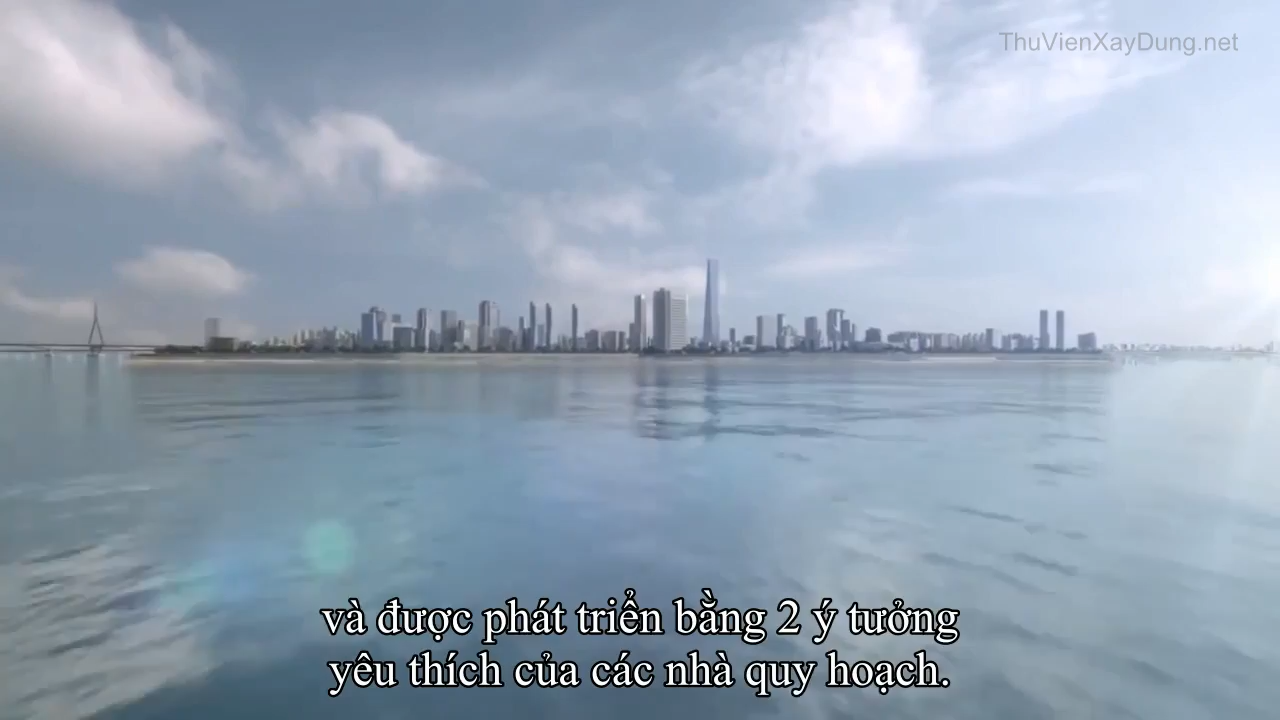 ThuVienXayDung.net
và được phát triển bằng 2 ý tưởng
yêu thích của các nhà quy hoạch.